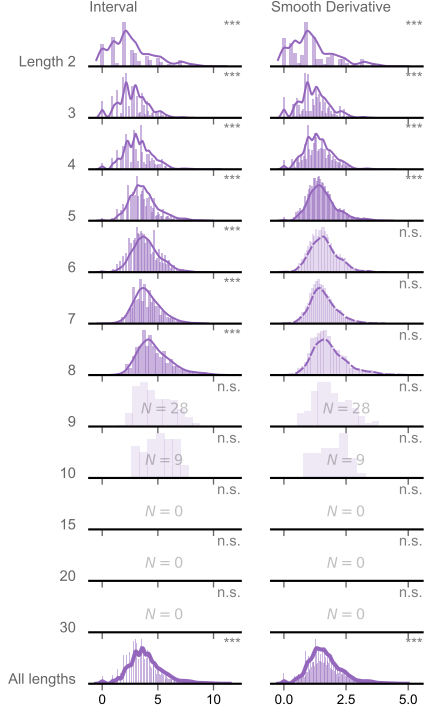 Interval Smooth Derivative
*** ***
Length 2
*** ***
3
*** ***
4
*** ***
5
*** n.s.
6
*** n.s.
7
*** n.s.
8
n.s. n.s.
N = 28 N = 28
9
n.s. n.s.
N = 9 N = 9
10
n.s. n.s.
N = 0 N = 0
15
n.s. n.s.
N = 0 N = 0
20
n.s. n.s.
N = 0 N = 0
30
*** ***
All lengths
0 5 10 0.0 2.5 5.0